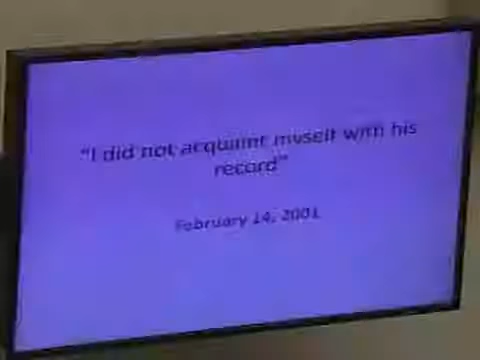 "I did not acquaint myself with his
record"
February 14, 2001